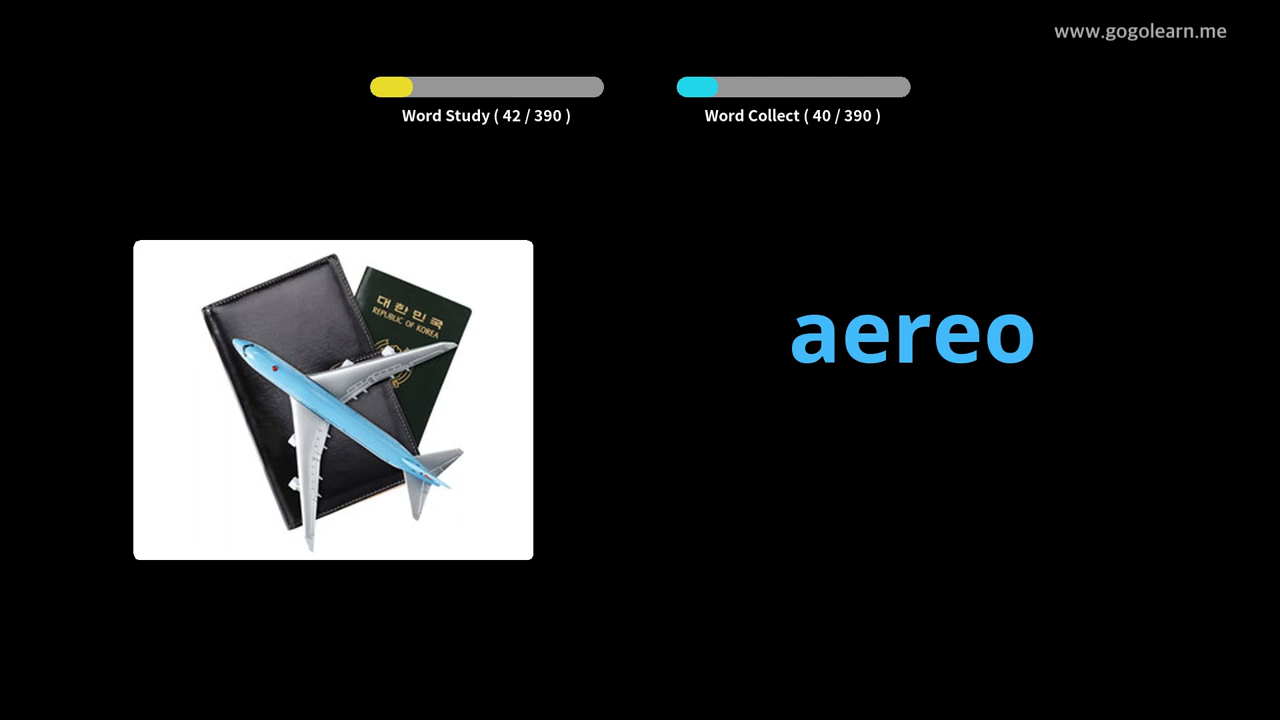 www.gogolearn.me
Word Study ( 42 / 390 )
Word Collect ( 40 / 390 )
대한민국
REPUBLIC OF KOREA
aereo